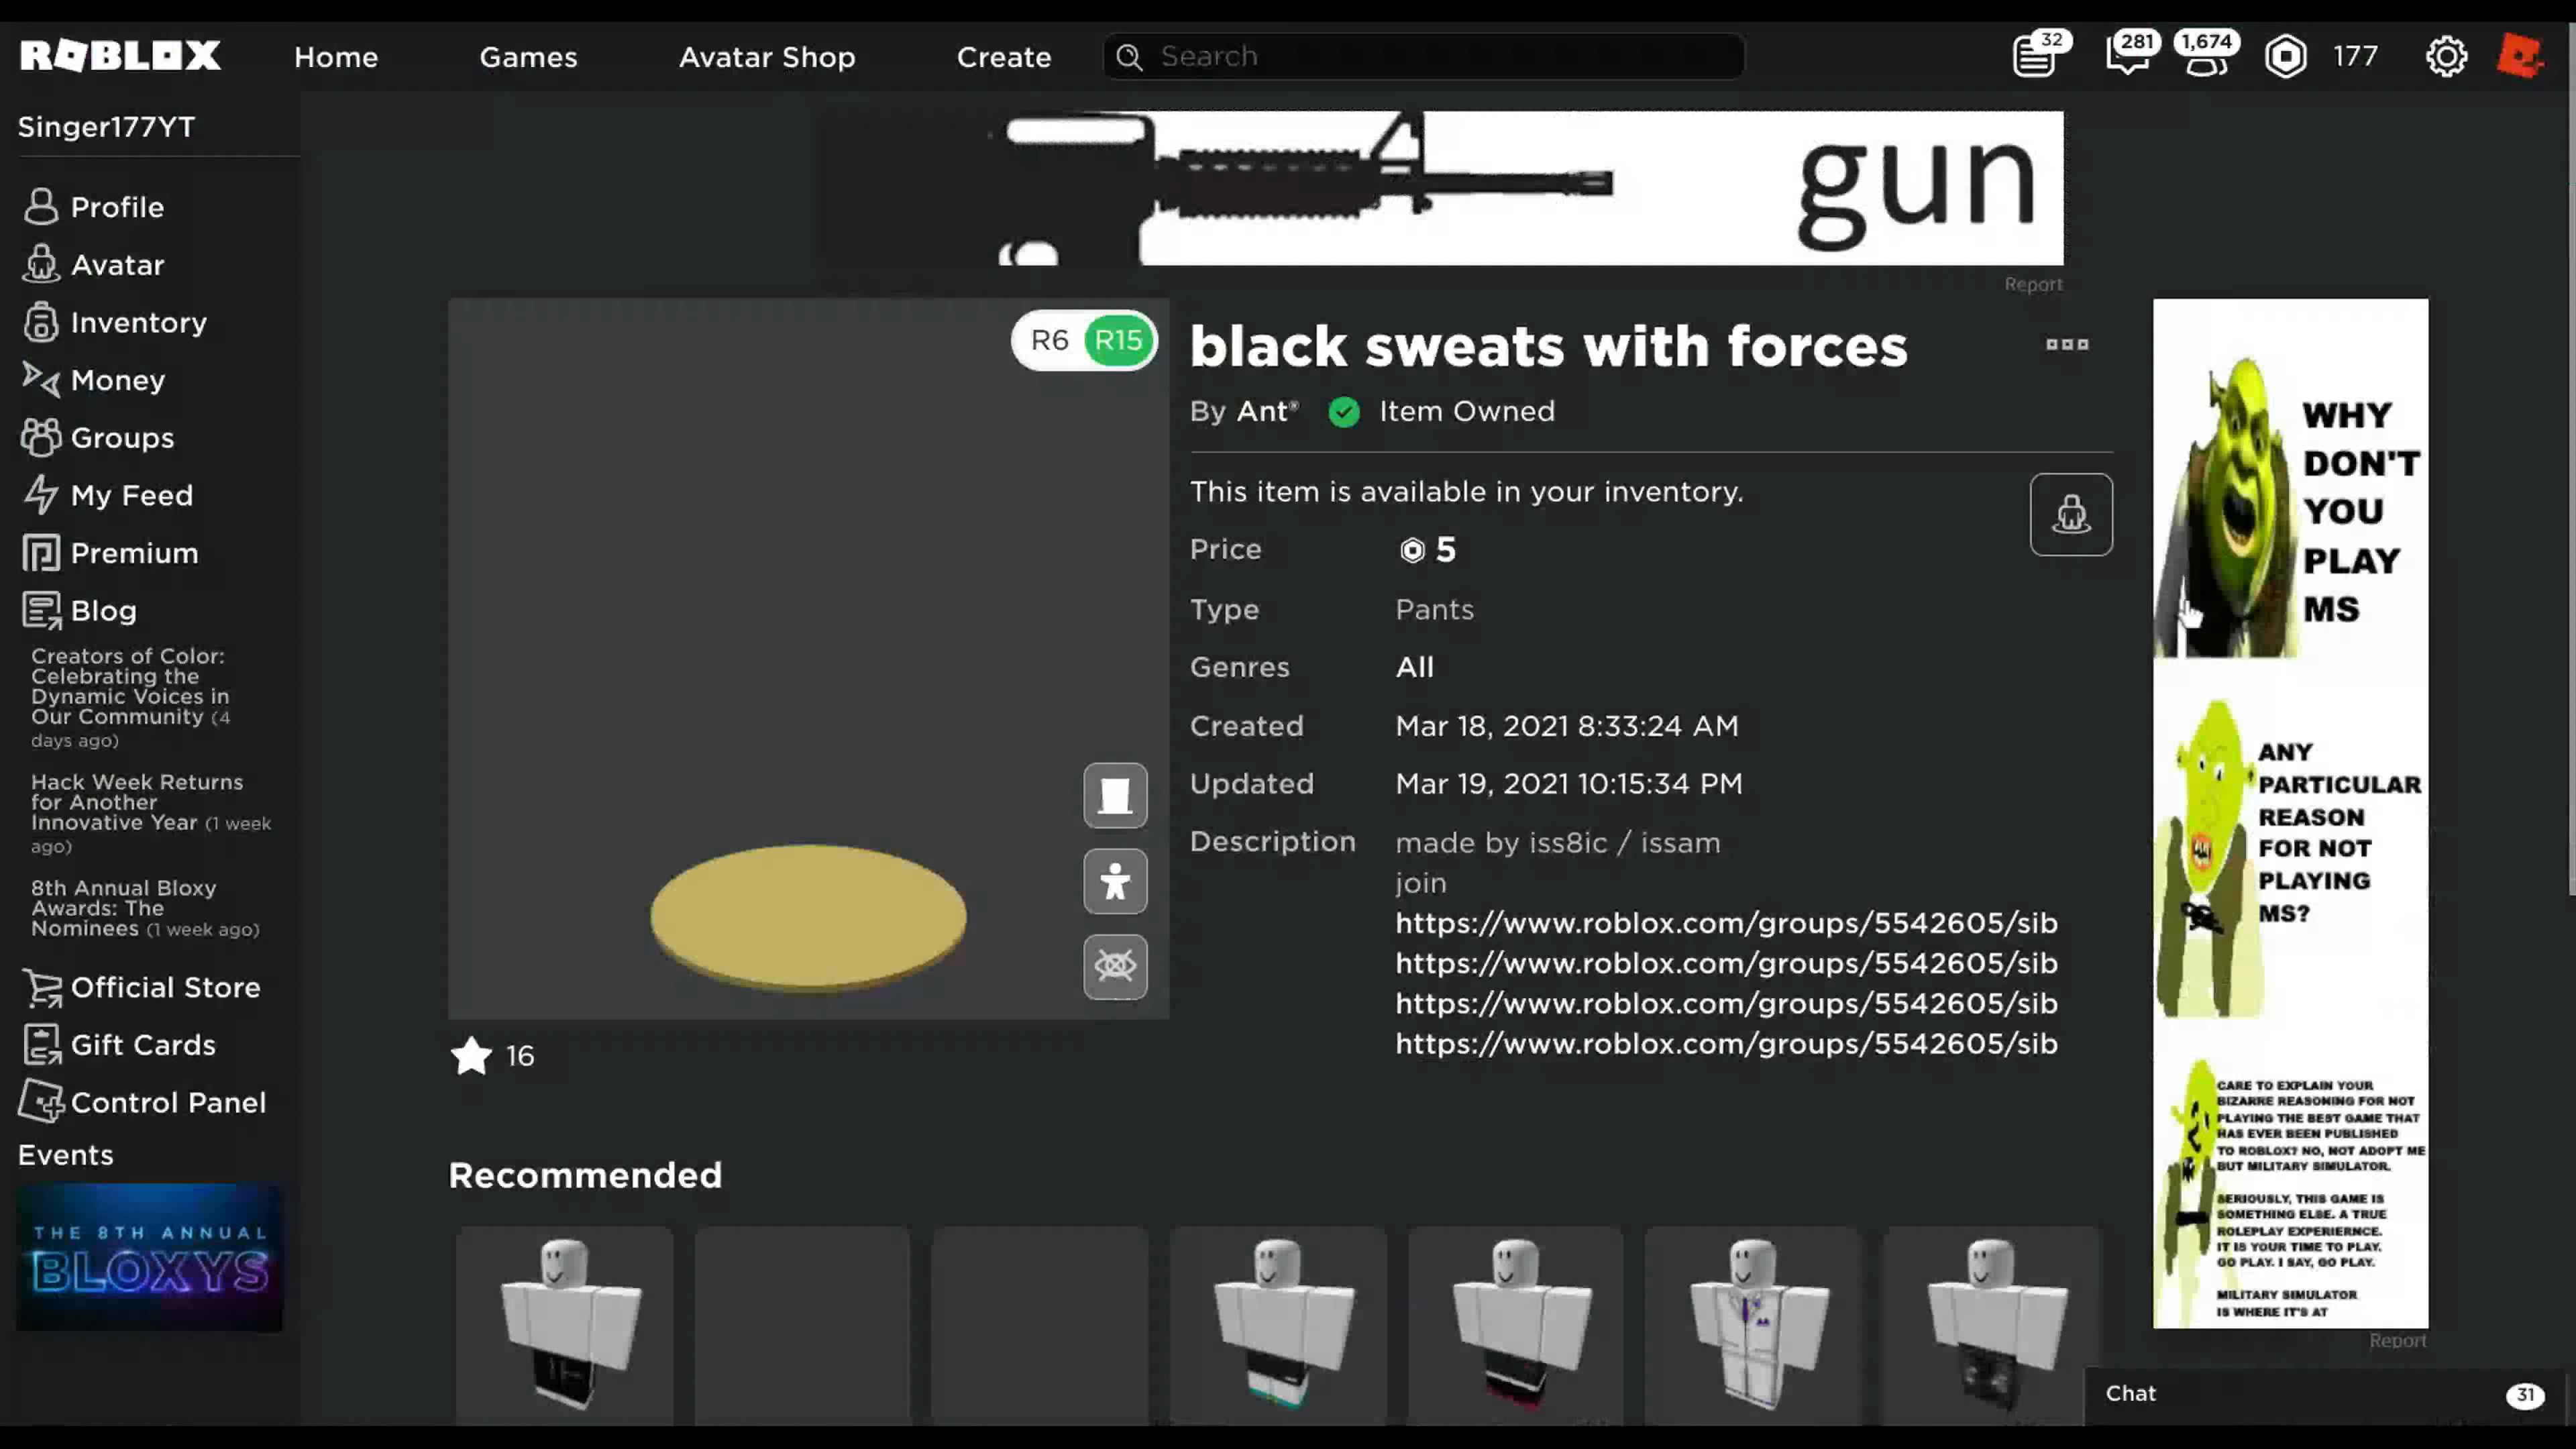 ROBLOX
Home
Games
Avatar Shop
Create
Search
32
281
1,674
177
Singer177YT
Profile
Avatar
Inventory
Money
Groups
My Feed
Premium
Blog
Creators of Color:
Celebrating the
Dynamic Voices in
Our Community (4
days ago)
Hack Week Returns
for Another
Innovative Year (1 week
ago)
8th Annual Bloxy
Awards: The
Nominees (1 week ago)
Official Store
Gift Cards
Control Panel
Events
THE 8TH ANNUAL
BLOXYS
gun
Report
R6 R15
black sweats with forces
By Ant® Item Owned
This item is available in your inventory.
Price 5
Type Pants
Genres All
Created Mar 18, 2021 8:33:24 AM
Updated Mar 19, 2021 10:15:34 PM
Description made by iss8ic / issam
join
https://www.roblox.com/groups/5542605/sib
https://www.roblox.com/groups/5542605/sib
https://www.roblox.com/groups/5542605/sib
https://www.roblox.com/groups/5542605/sib
16
Recommended
WHY
DON'T
YOU
PLAY
MS
ANY
PARTICULAR
REASON
FOR NOT
PLAYING
MS?
CARE TO EXPLAIN YOUR
BIZARRE REASONING FOR NOT
PLAYING THE BEST GAME THAT
HAS EVER BEEN PUBLISHED
TO ROBLOX? NO, NOT ADOPT ME
BUT MILITARY SIMULATOR.
SERIOUSLY, THIS GAME IS
SOMETHING ELSE. A TRUE
ROLEPLAY EXPERIERNCE.
IT IS YOUR TIME TO PLAY.
GO PLAY. I SAY, GO PLAY.
MILITARY SIMULATOR
IS WHERE IT'S AT
Report
Chat
31